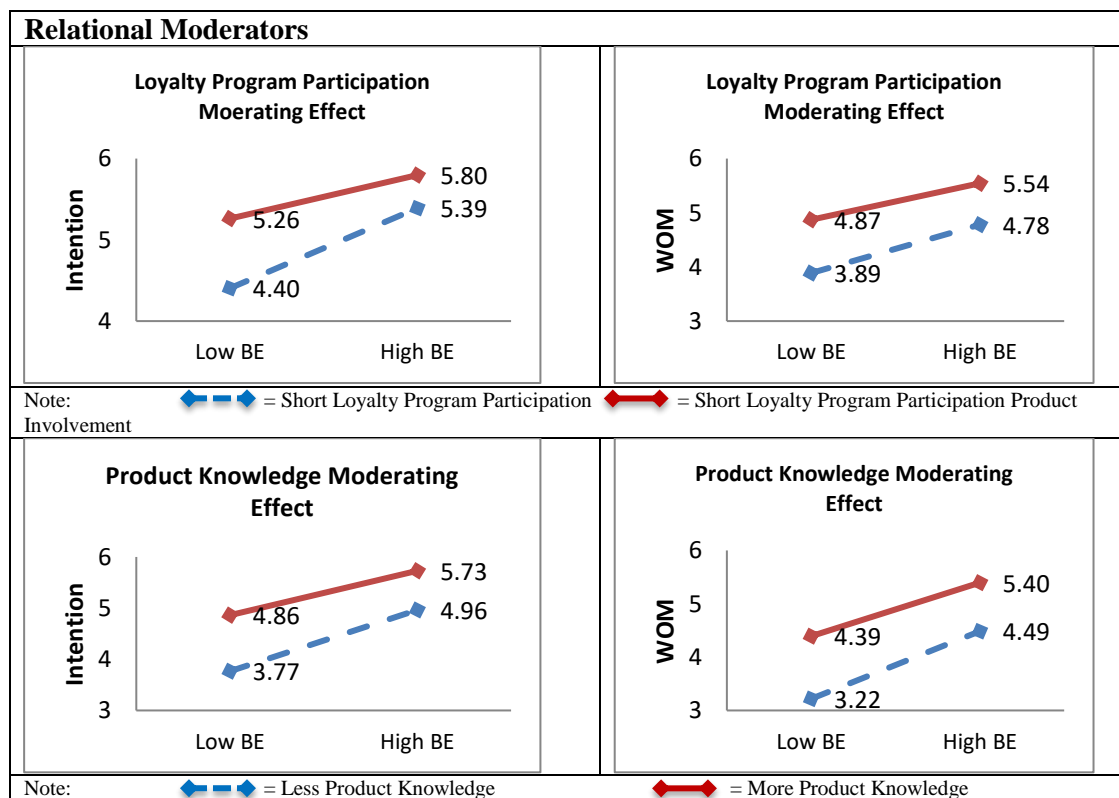 Relational Moderators
Loyalty Program Participation
Moerating Effect
6
5
4
Intention
5.26
5.80
4.40
5.39
Low BE
High BE
Loyalty Program Participation
Moderating Effect
6
5
4
3
WOM
4.87
5.54
3.89
4.78
Low BE
High BE
Note: = Short Loyalty Program Participation = Short Loyalty Program Participation Product
Involvement
Product Knowledge Moderating
Effect
6
5
4
3
Intention
4.86
5.73
3.77
4.96
Low BE
High BE
Product Knowledge Moderating
Effect
6
5
4
3
WOM
4.39
5.40
3.22
4.49
Low BE
High BE
Note: = Less Product Knowledge = More Product Knowledge